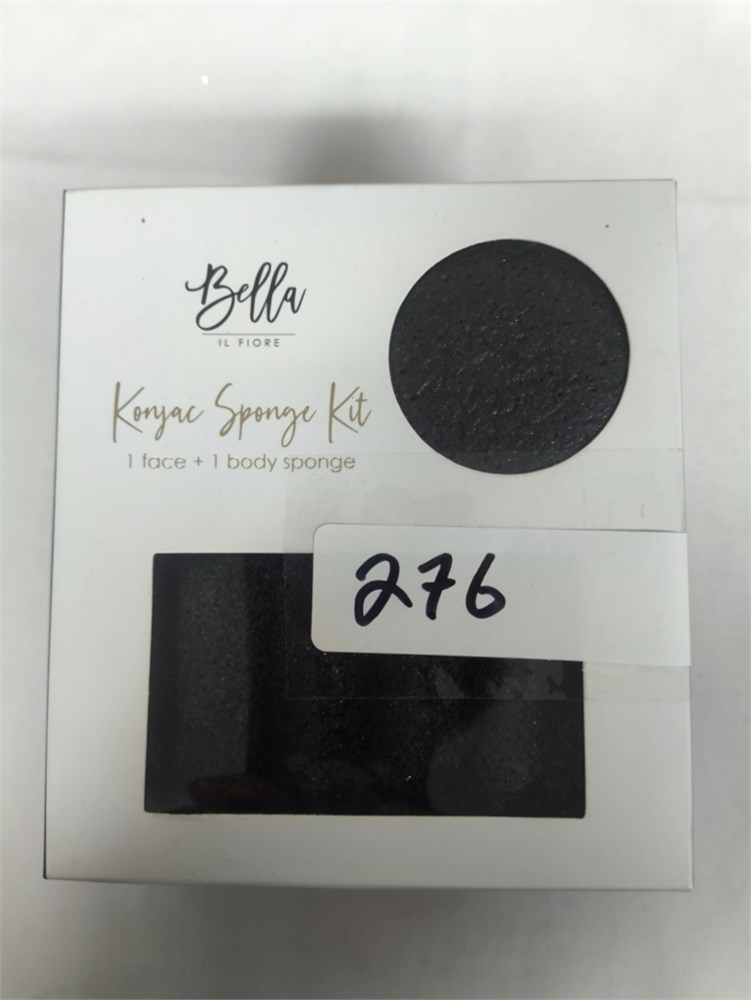 Bella
IL FIORE
Konjac Sponge Kit
1 face + 1 body sponge
276